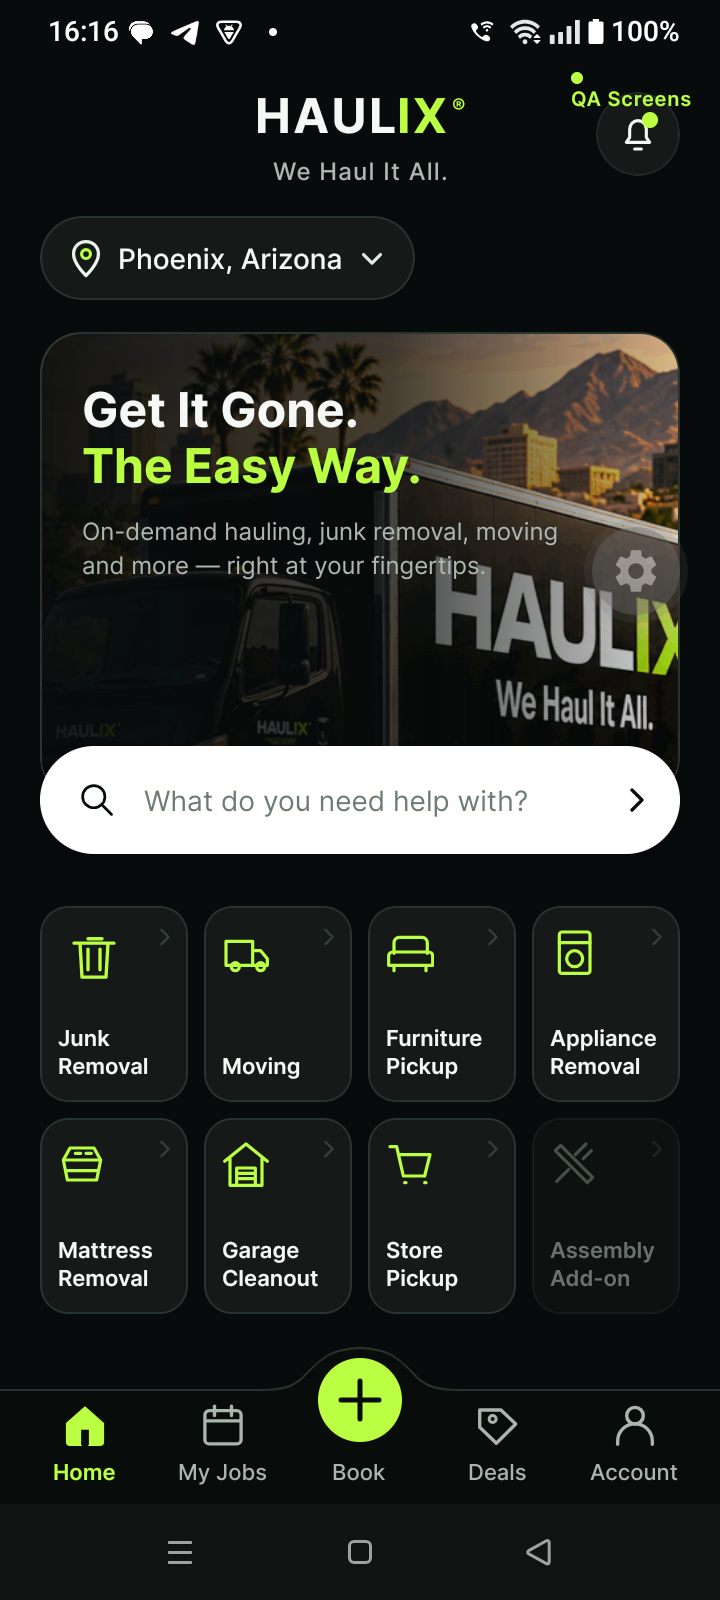 16:16
100%
QA Screens
HAULIX®
We Haul It All.
Phoenix, Arizona
Get It Gone.
The Easy Way.
On-demand hauling, junk removal, moving
and more — right at your fingertips.
HAULIX
We Haul It All.
HAULIX
HAULIX
What do you need help with?
Junk
Removal
Moving
Furniture
Pickup
Appliance
Removal
Mattress
Removal
Garage
Cleanout
Store
Pickup
Assembly
Add-on
Home
My Jobs
Book
Deals
Account